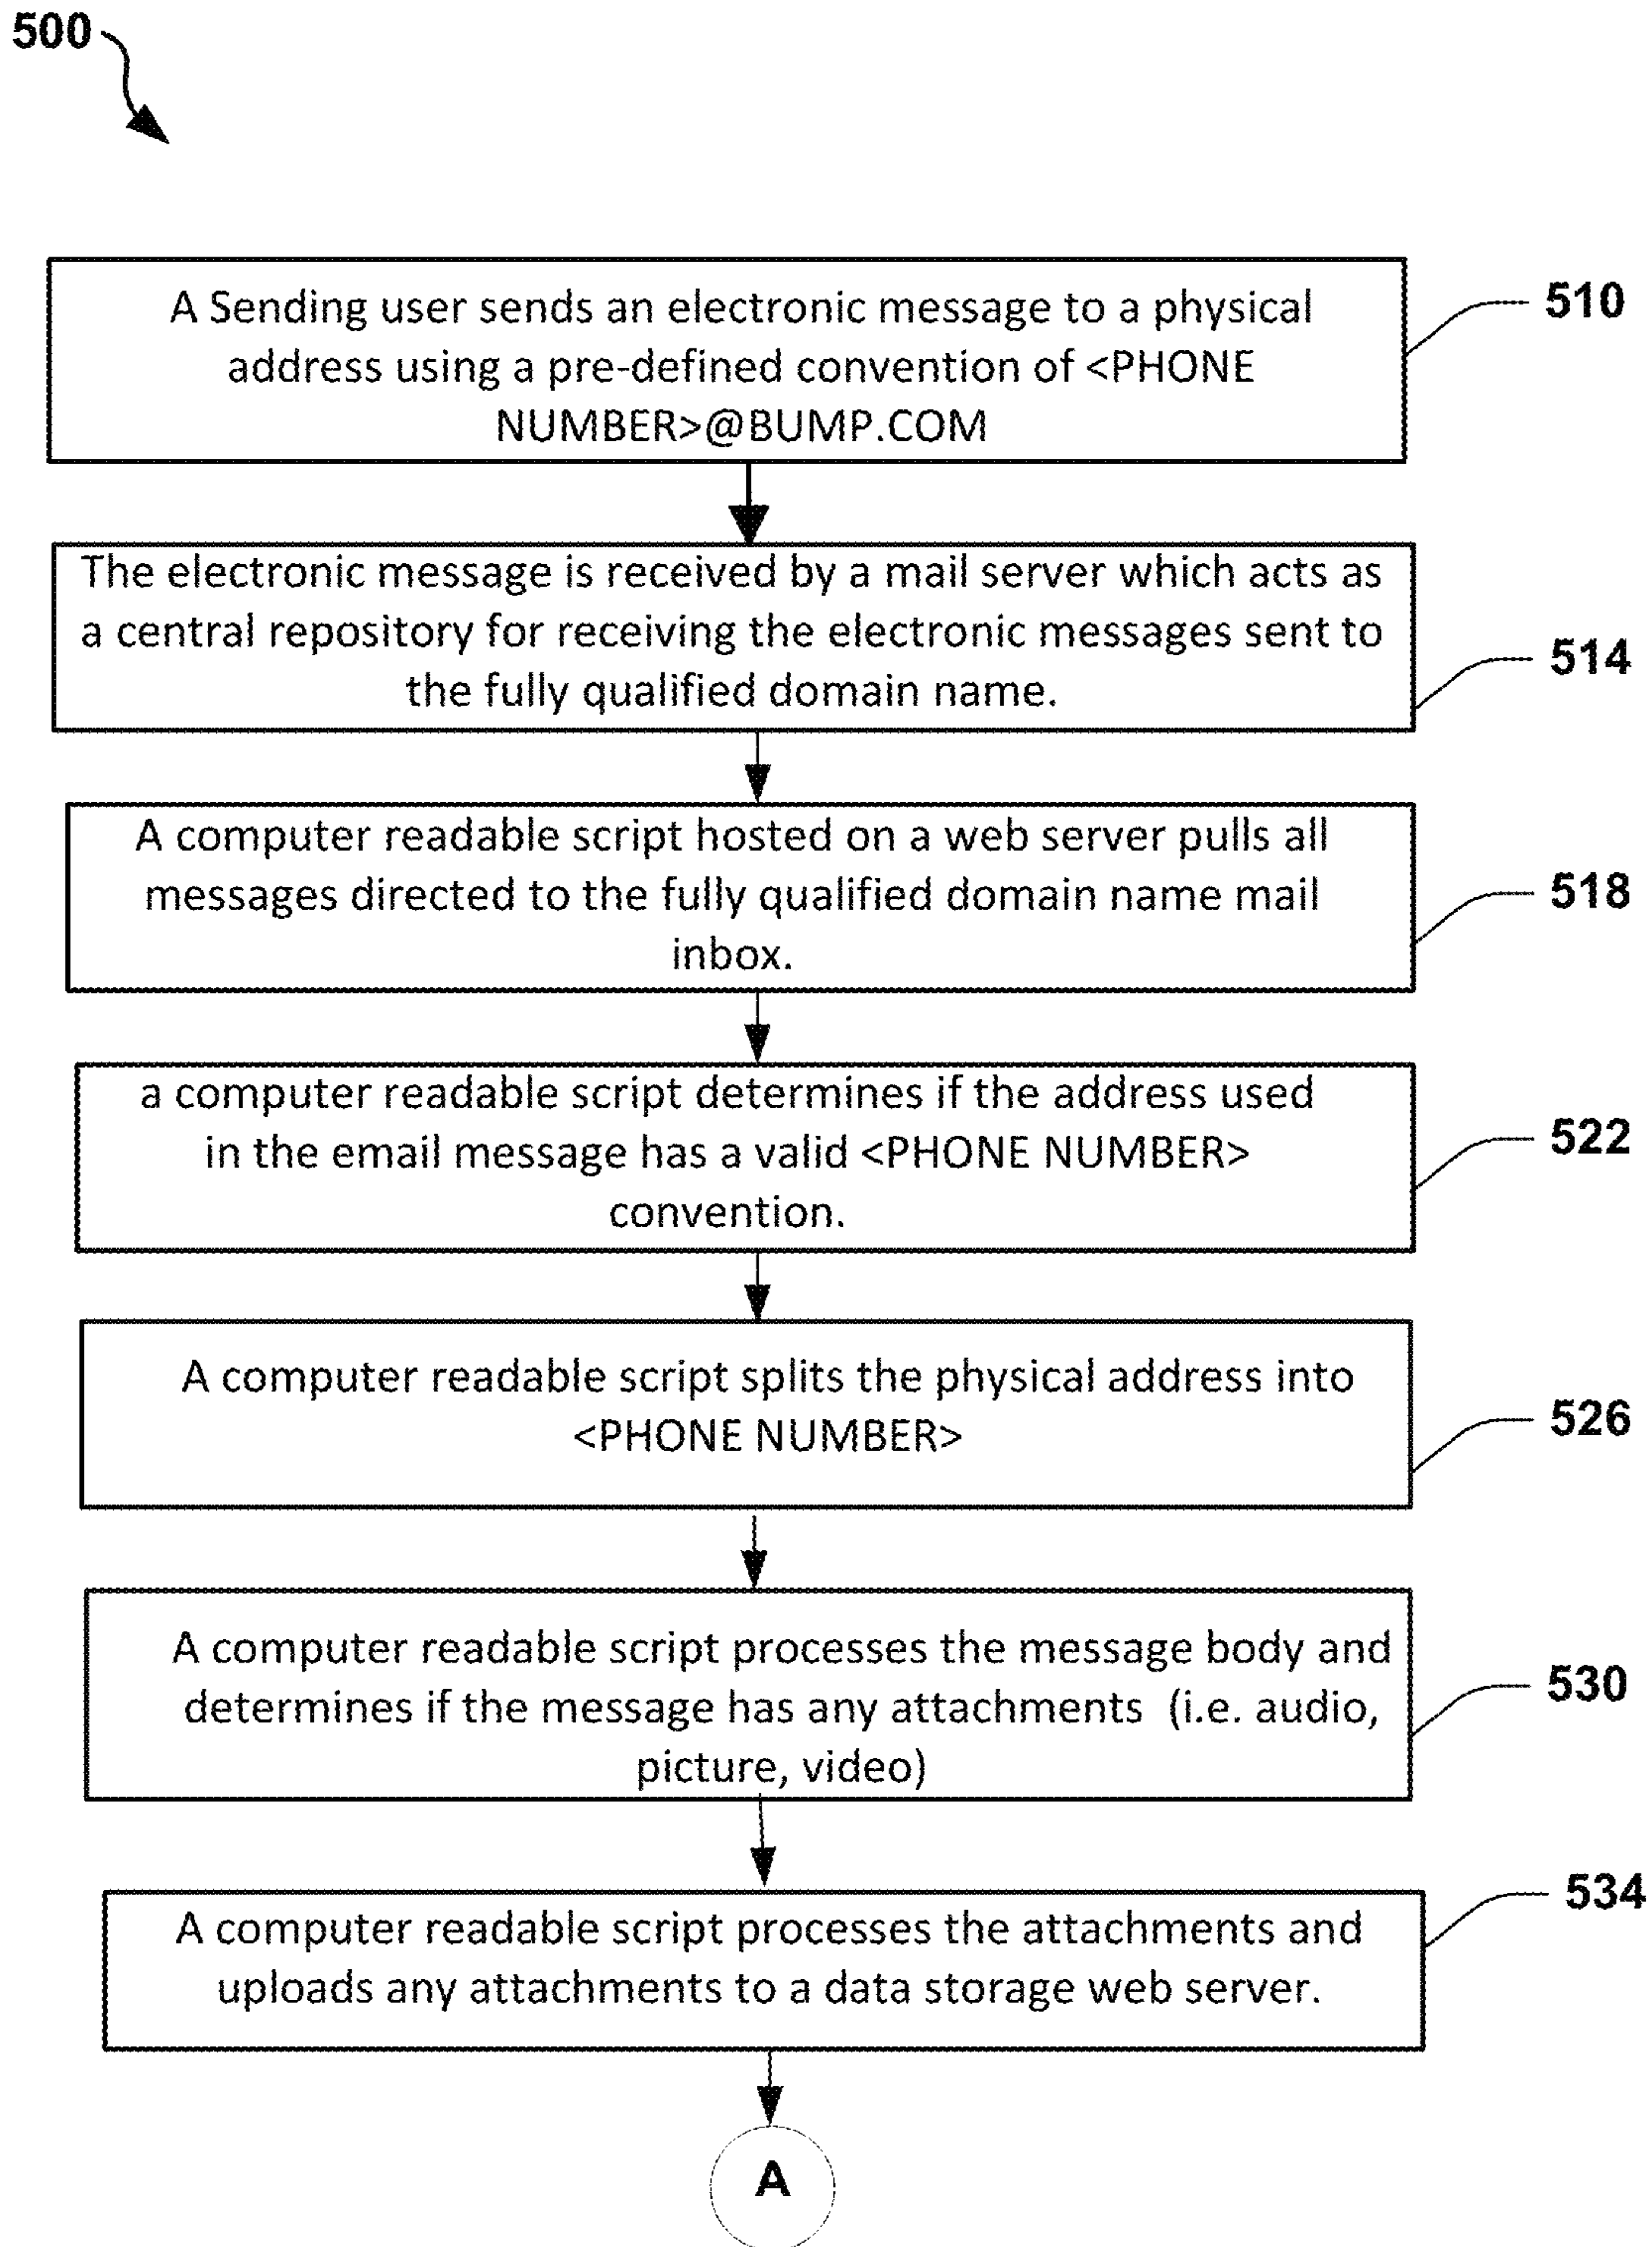 500
A Sending user sends an electronic message to a physical
address using a pre-defined convention of <PHONE
NUMBER>@BUMP.COM
510
The electronic message is received by a mail server which acts as
a central repository for receiving the electronic messages sent to
the fully qualified domain name.
514
A computer readable script hosted on a web server pulls all
messages directed to the fully qualified domain name mail
inbox.
518
a computer readable script determines if the address used
in the email message has a valid <PHONE NUMBER>
convention.
522
A computer readable script splits the physical address into
<PHONE NUMBER>
526
A computer readable script processes the message body and
determines if the message has any attachments (i.e. audio,
picture, video)
530
A computer readable script processes the attachments and
uploads any attachments to a data storage web server.
534
A